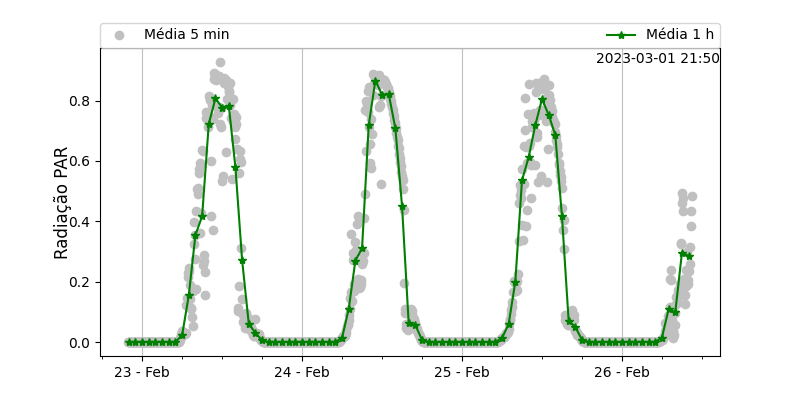 Média 5 min
Média 1 h
2023-03-01 21:50
Radiação PAR
0.8
0.6
0.4
0.2
0.0
23 - Feb
24 - Feb
25 - Feb
26 - Feb